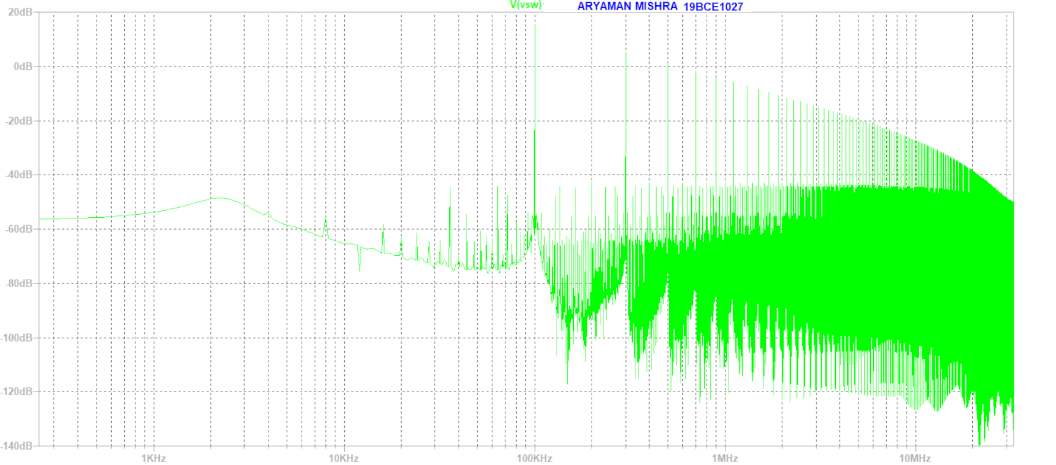 V(vsw) ARYAMAN MISHRA 19BCE1027
20dB
0dB
-20dB
-40dB
-60dB
-80dB
-100dB
-120dB
-140dB
1KHz 10KHz 100KHz 1MHz 10MHz